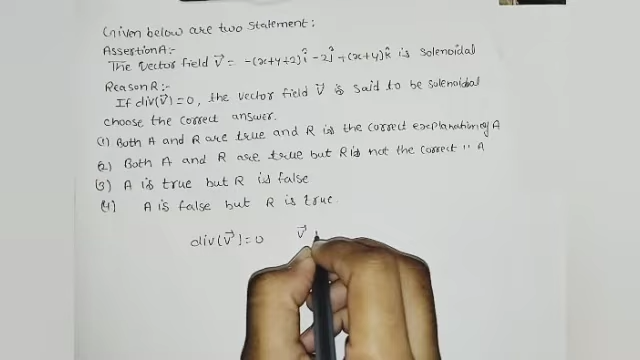 Given below are two statement:
Assertion A:-
The vector field V⃗ = -(x+y+2)î -2ĵ +(x+y)k̂ is solenoidal
Reason R:-
If div(V⃗)=0, the vector field V⃗ is said to be solenoidal
choose the correct answer.
(1) Both A and R are true and R is the correct explanation of A
(2) Both A and R are true but R is not the correct " A
(3) A is true but R is false
(4) A is false but R is true.
div(V⃗)=0 V⃗